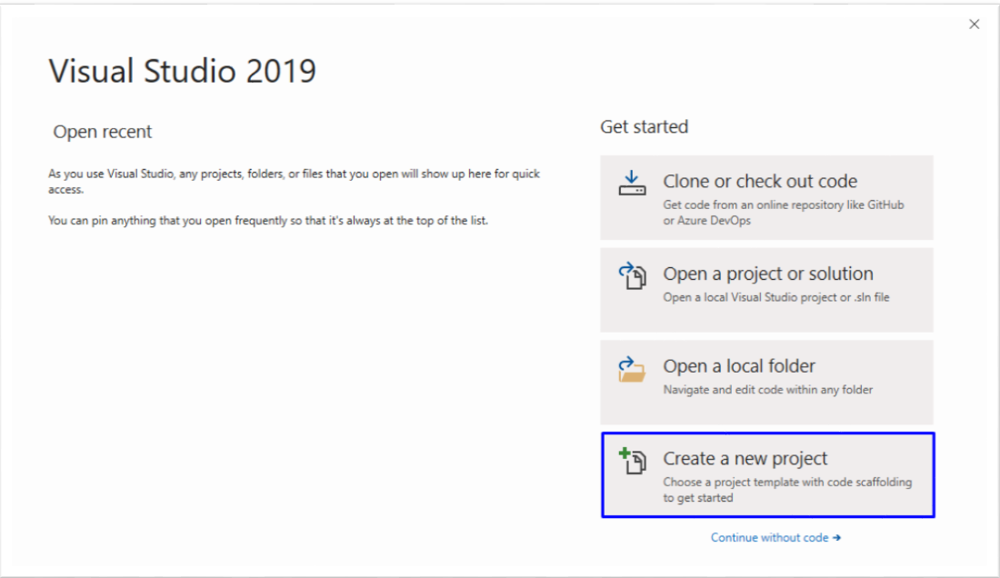 Visual Studio 2019
Open recent
As you use Visual Studio, any projects, folders, or files that you open will show up here for quick
access.
You can pin anything that you open frequently so that it's always at the top of the list.
Get started
Clone or check out code
Get code from an online repository like GitHub
or Azure DevOps
Open a project or solution
Open a local Visual Studio project or .sln file
Open a local folder
Navigate and edit code within any folder
Create a new project
Choose a project template with code scaffolding
to get started
Continue without code →